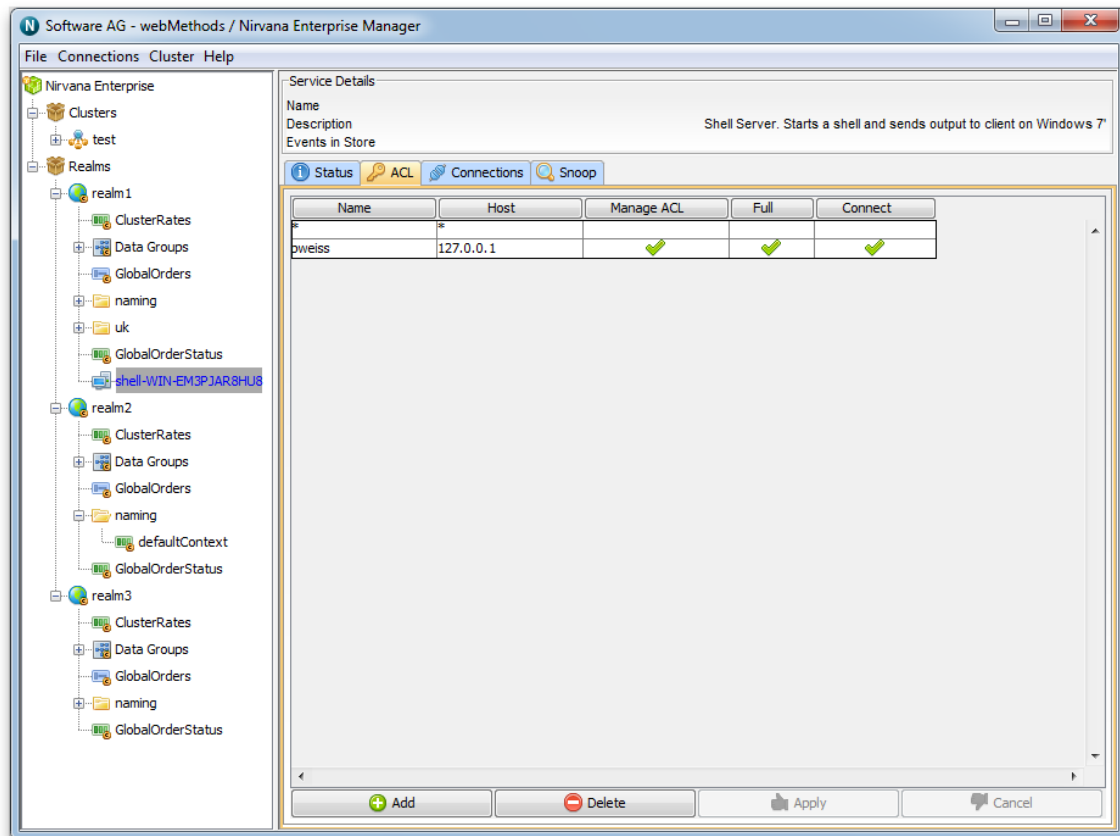 Software AG - webMethods / Nirvana Enterprise Manager
File Connections Cluster Help
Nirvana Enterprise
Clusters
test
Realms
realm1
ClusterRates
Data Groups
GlobalOrders
naming
uk
GlobalOrderStatus
shell-WIN-EM3PJAR8HU8
realm2
ClusterRates
Data Groups
GlobalOrders
naming
defaultContext
GlobalOrderStatus
realm3
ClusterRates
Data Groups
GlobalOrders
naming
GlobalOrderStatus
Service Details
Name
Description Shell Server. Starts a shell and sends output to client on Windows 7'
Events in Store
Status ACL Connections Snoop
Name Host Manage ACL Full Connect
* *
pweiss 127.0.0.1
Add Delete Apply Cancel